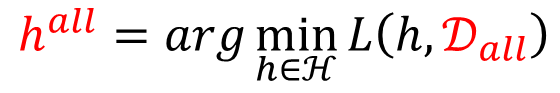 h^{all} = arg min_{h∈ℋ} L(h, 𝒟_{all})